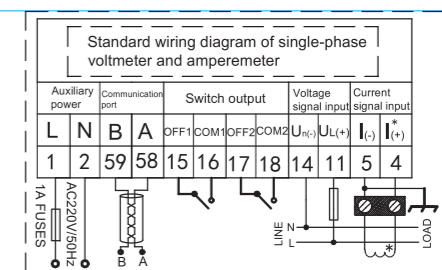 Standard wiring diagram of single-phase
voltmeter and amperemeter
Auxiliary
power
Communication
port
Switch output
Voltage
signal input
Current
signal input
L N B A OFF1 COM1 OFF2 COM2 Un(-) UL(+) I(-) I*(+)
1 2 59 58 15 16 17 18 14 11 5 4
1A FUSES
AC220V/50Hz
B A
LINE
N
L
*
LOAD